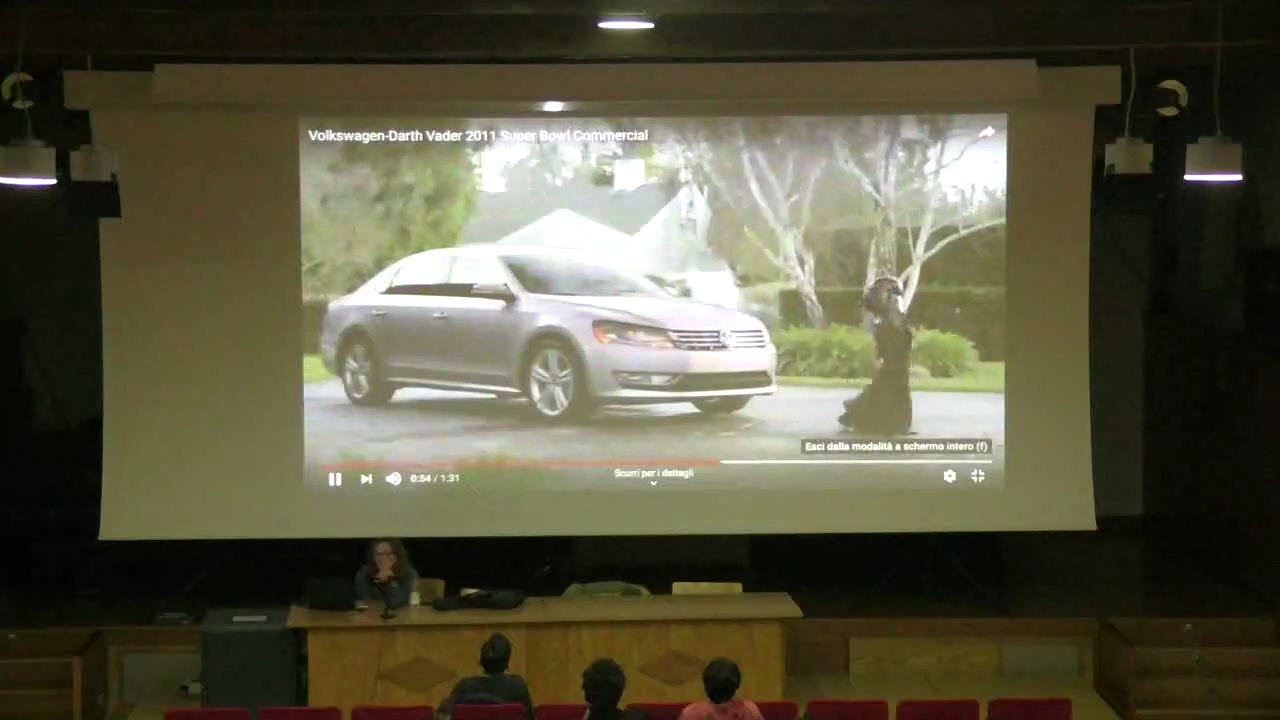 Volkswagen-Darth Vader 2011 Super Bowl Commercial
Esci dalla modalità a schermo intero (f)
0:54 / 1:31
Scorri per i dettagli